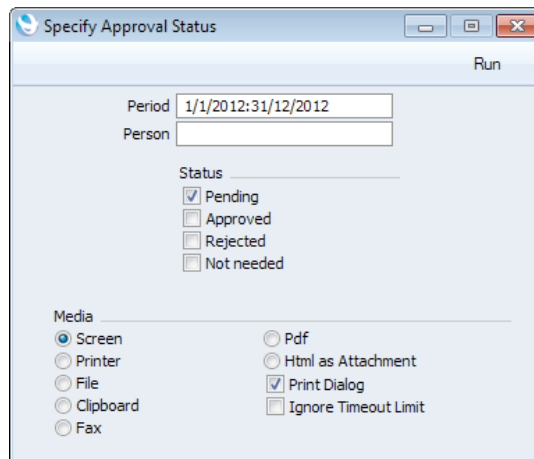 Specify Approval Status
Run
Period 1/1/2012:31/12/2012
Person
Status
Pending
Approved
Rejected
Not needed
Media
Screen Pdf
Printer Html as Attachment
File Print Dialog
Clipboard Ignore Timeout Limit
Fax